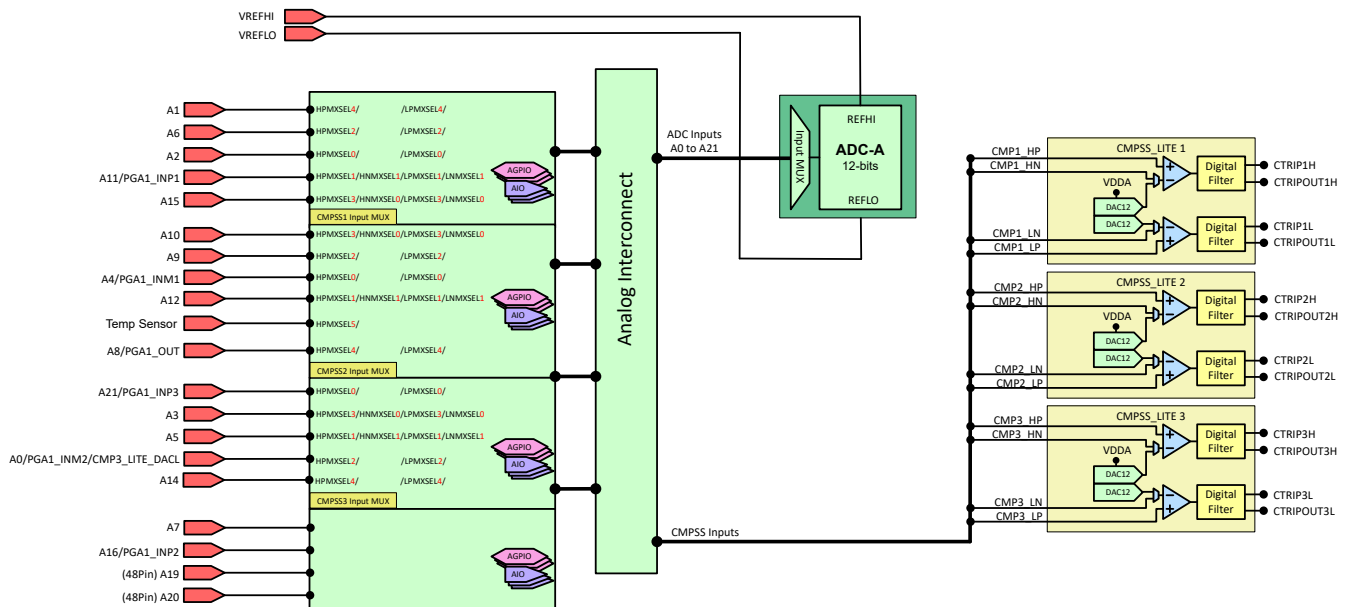 VREFHI
VREFLO
A1
HPMXSEL4/ /LPMXSEL4/
A6
HPMXSEL2/ /LPMXSEL2/
A2
HPMXSEL0/ /LPMXSEL0/
A11/PGA1_INP1
HPMXSEL1/HNMXSEL1/LPMXSEL1/LNMXSEL1
A15
HPMXSEL3/HNMXSEL0/LPMXSEL3/LNMXSEL0
AGPIO
AIO
CMPSS1 Input MUX
A10
HPMXSEL3/HNMXSEL0/LPMXSEL3/LNMXSEL0
A9
HPMXSEL2/ /LPMXSEL2/
A4/PGA1_INM1
HPMXSEL0/ /LPMXSEL0/
A12
HPMXSEL1/HNMXSEL1/LPMXSEL1/LNMXSEL1
Temp Sensor
HPMXSEL5/
A8/PGA1_OUT
HPMXSEL4/ /LPMXSEL4/
AGPIO
AIO
CMPSS2 Input MUX
A21/PGA1_INP3
HPMXSEL0/ /LPMXSEL0/
A3
HPMXSEL3/HNMXSEL0/LPMXSEL3/LNMXSEL0
A5
HPMXSEL1/HNMXSEL1/LPMXSEL1/LNMXSEL1
A0/PGA1_INM2/CMP3_LITE_DACL
HPMXSEL2/ /LPMXSEL2/
A14
HPMXSEL4/ /LPMXSEL4/
AGPIO
AIO
CMPSS3 Input MUX
A7
A16/PGA1_INP2
(48Pin) A19
(48Pin) A20
AGPIO
AIO
Analog Interconnect
ADC Inputs
A0 to A21
Input MUX
REFHI
ADC-A
12-bits
REFLO
CMPSS Inputs
CMPSS_LITE 1
CMP1_HP
CMP1_HN
VDDA
DAC12
DAC12
CMP1_LN
CMP1_LP
Digital
Filter
CTRIP1H
CTRIPOUT1H
Digital
Filter
CTRIP1L
CTRIPOUT1L
CMPSS_LITE 2
CMP2_HP
CMP2_HN
VDDA
DAC12
DAC12
CMP2_LN
CMP2_LP
Digital
Filter
CTRIP2H
CTRIPOUT2H
Digital
Filter
CTRIP2L
CTRIPOUT2L
CMPSS_LITE 3
CMP3_HP
CMP3_HN
VDDA
DAC12
DAC12
CMP3_LN
CMP3_LP
Digital
Filter
CTRIP3H
CTRIPOUT3H
Digital
Filter
CTRIP3L
CTRIPOUT3L